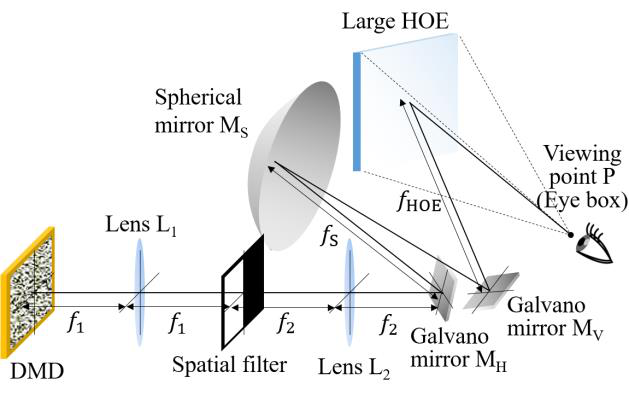 Large HOE
Spherical
mirror M_S
Viewing
point P
(Eye box)
Lens L_1
f_HOE
f_S
f_1
f_1
f_2
f_2
Galvano
mirror M_V
Galvano
mirror M_H
DMD
Spatial filter
Lens L_2